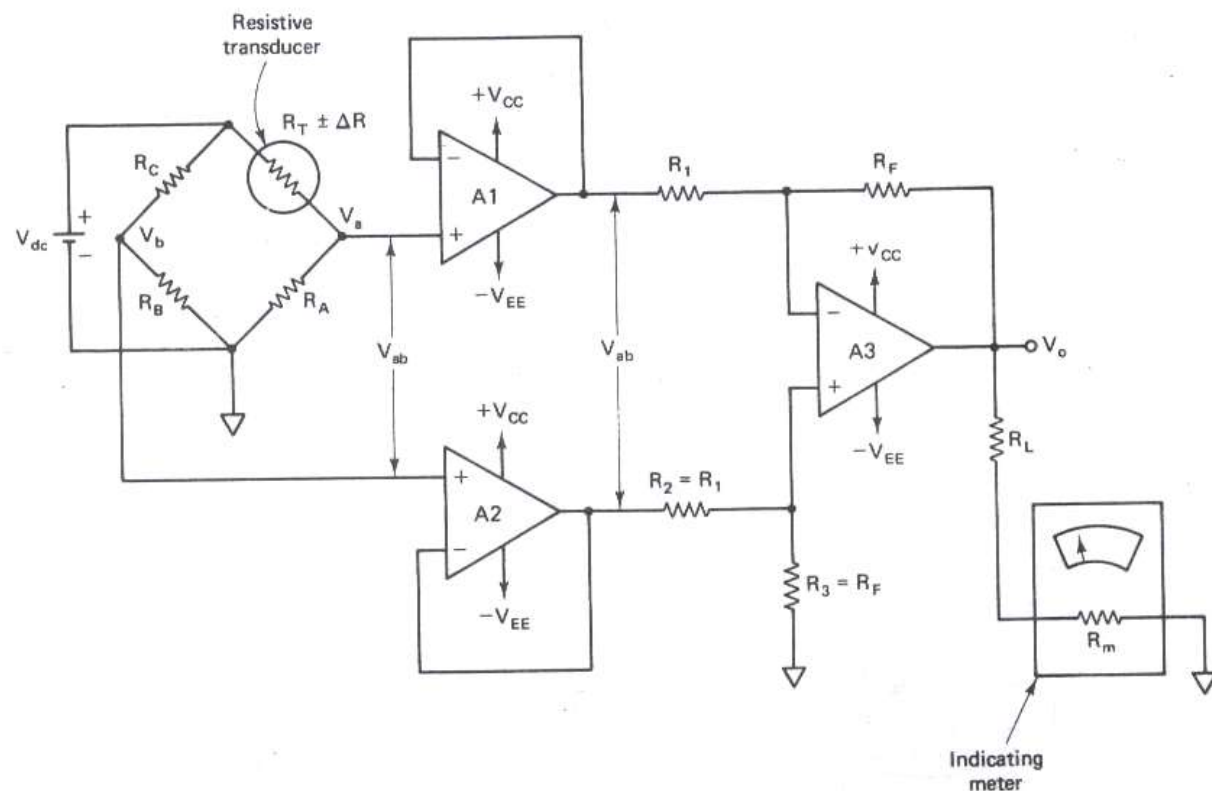 Resistive
transducer
+V_CC
R_T ± ΔR
R_C
−
R_1
R_F
A1
V_a
+
V_dc
+
−
V_b
+v_CC
R_B
R_A
−V_EE
−
V_ab
V_ab
A3
V_o
+V_CC
+
−V_EE
R_L
+
R_2 = R_1
A2
−
R_3 = R_F
−V_EE
R_m
Indicating
meter